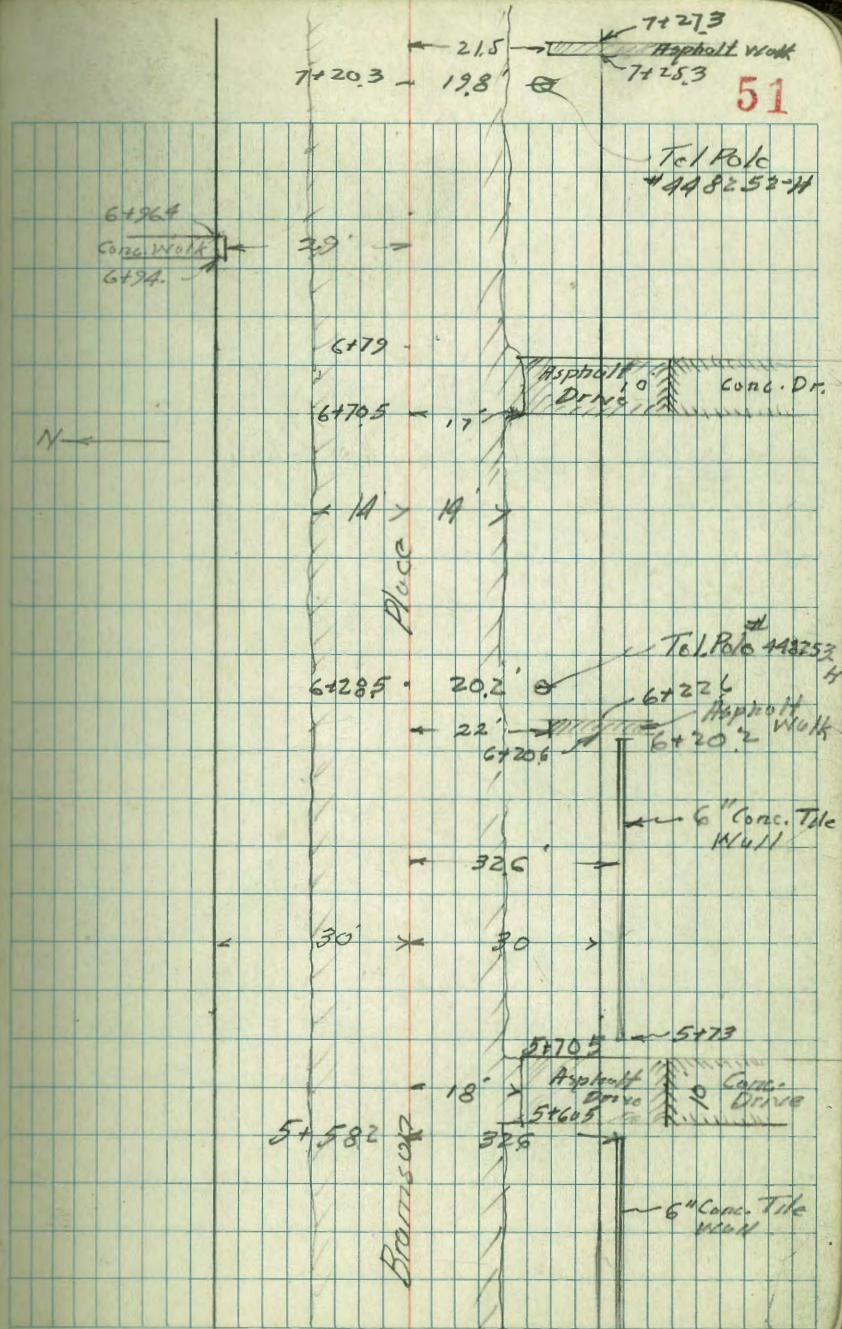 7+27.3
21.5
Asphalt Walk
7+25.3
7+20.3
19.8'
51
Tel Pole
#448252-H
6+96.4
Conc. Walk
29'
6+94.
6+79
Asphalt
Drive 10'
Conc. Dr.
6+70.5
17'
N
14'
14'
Place
Tel. Pole # 448253
H
6+28.5
20.2'
6+22.6
22'
Asphalt
Walk
6+20.6
6+20.2
6" Conc. Tile
Wall
32.6'
30'
30
5+73
5+70.5
18'
Asphalt
Drive
10
Conc.
Drive
5+60.5
5+58.2
32.6
Bramson
6" Conc. Tile
Wall